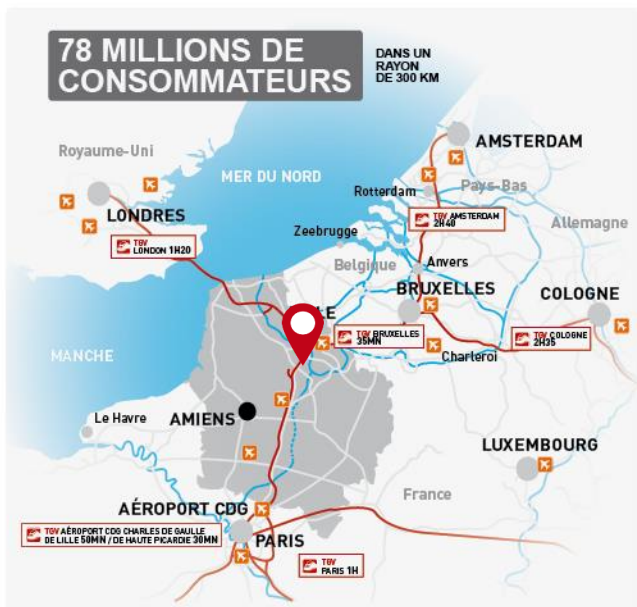 78 MILLIONS DE
CONSOMMATEURS
DANS UN
RAYON
DE 300 KM
AMSTERDAM
Royaume-Uni
MER DU NORD
Pays-Bas
Rotterdam
LONDRES
TGV AMSTERDAM
2H40
Allemagne
Zeebrugge
TGV
LONDON 1H20
Belgique
Anvers
BRUXELLES
COLOGNE
LE
TGV BRUXELLES
35MN
TGV COLOGNE
2H35
MANCHE
Charleroi
Le Havre
AMIENS
LUXEMBOURG
France
AÉROPORT CDG
TGV AÉROPORT CDG CHARLES DE GAULLE
DE LILLE 50MN / DE HAUTE PICARDIE 30MN
PARIS
TGV
PARIS 1H